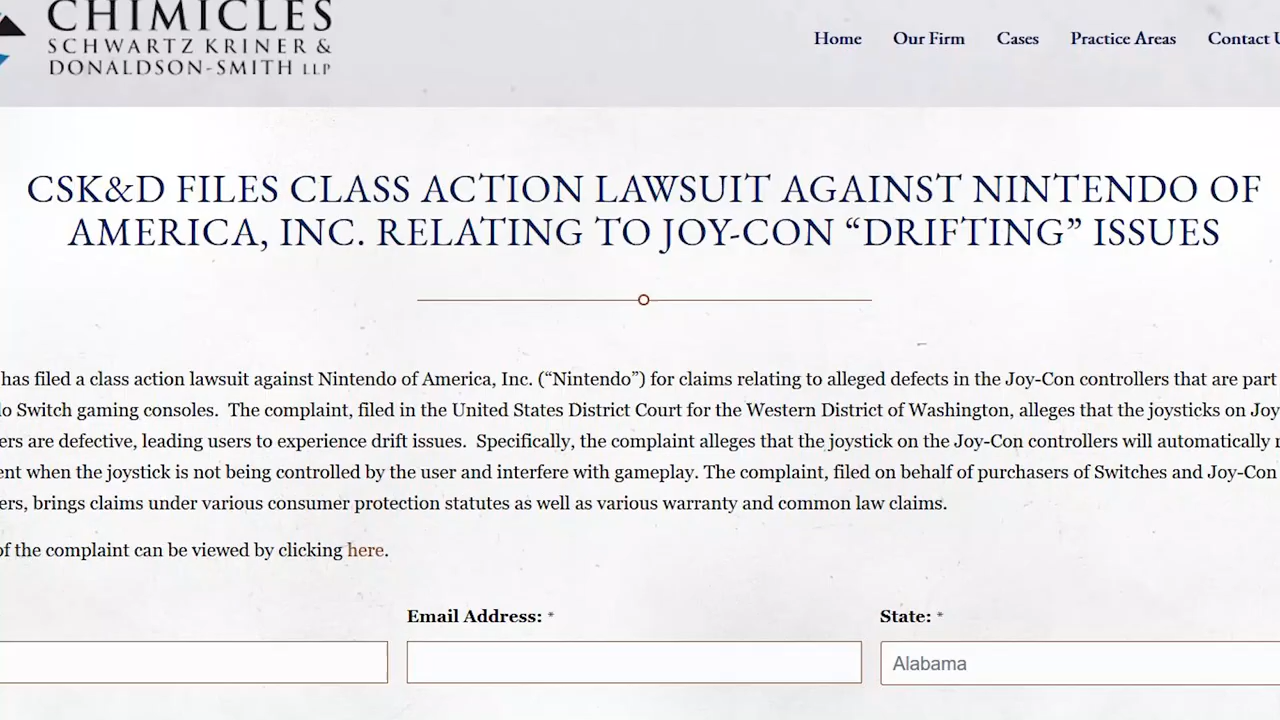 CHIMICLES
SCHWARTZ KRINER &
DONALDSON-SMITH LLP
Home Our Firm Cases Practice Areas Contact U
CSK&D FILES CLASS ACTION LAWSUIT AGAINST NINTENDO OF
AMERICA, INC. RELATING TO JOY-CON “DRIFTING” ISSUES
has filed a class action lawsuit against Nintendo of America, Inc. (“Nintendo”) for claims relating to alleged defects in the Joy-Con controllers that are part
o Switch gaming consoles. The complaint, filed in the United States District Court for the Western District of Washington, alleges that the joysticks on Joy
ers are defective, leading users to experience drift issues. Specifically, the complaint alleges that the joystick on the Joy-Con controllers will automatically
ent when the joystick is not being controlled by the user and interfere with gameplay. The complaint, filed on behalf of purchasers of Switches and Joy-Con
ers, brings claims under various consumer protection statutes as well as various warranty and common law claims.
of the complaint can be viewed by clicking here.
Email Address: * State: *
Alabama